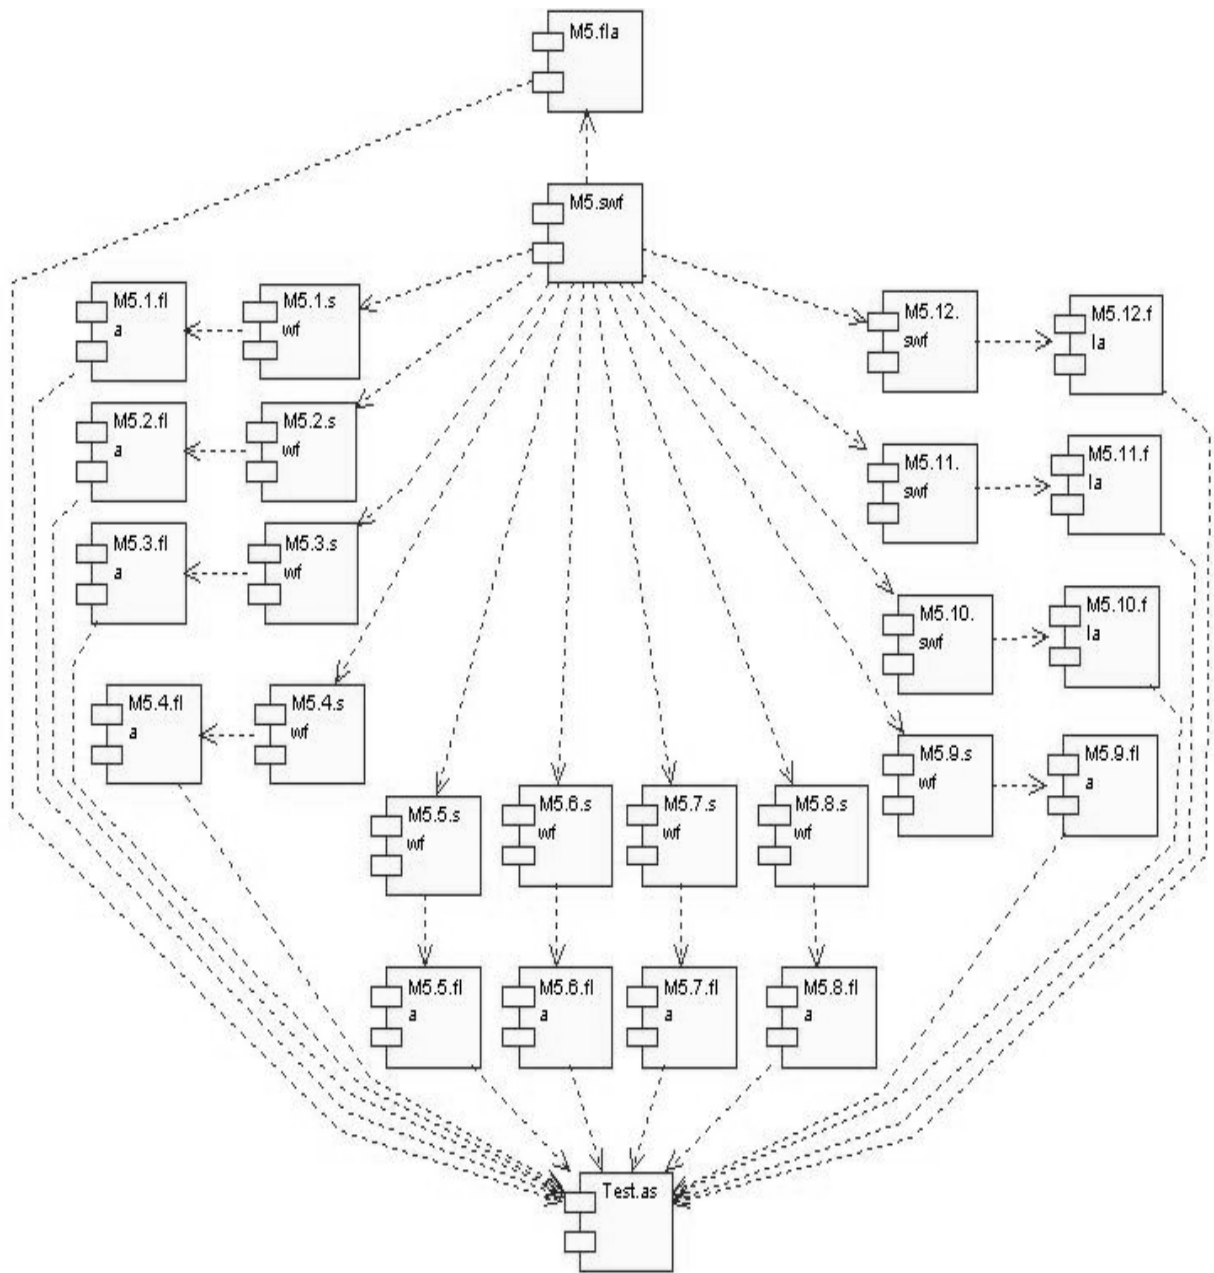 M5.fla
M5.swf
M5.1.fl
a
M5.1.s
wf
M5.12.
swf
M5.12.f
la
M5.2.fl
a
M5.2.s
wf
M5.11.
swf
M5.11.f
la
M5.3.fl
a
M5.3.s
wf
M5.10.
swf
M5.10.f
la
M5.4.fl
a
M5.4.s
wf
M5.9.s
wf
M5.9.fl
a
M5.5.s
wf
M5.6.s
wf
M5.7.s
wf
M5.8.s
wf
M5.5.fl
a
M5.6.fl
a
M5.7.fl
a
M5.8.fl
a
Test.as